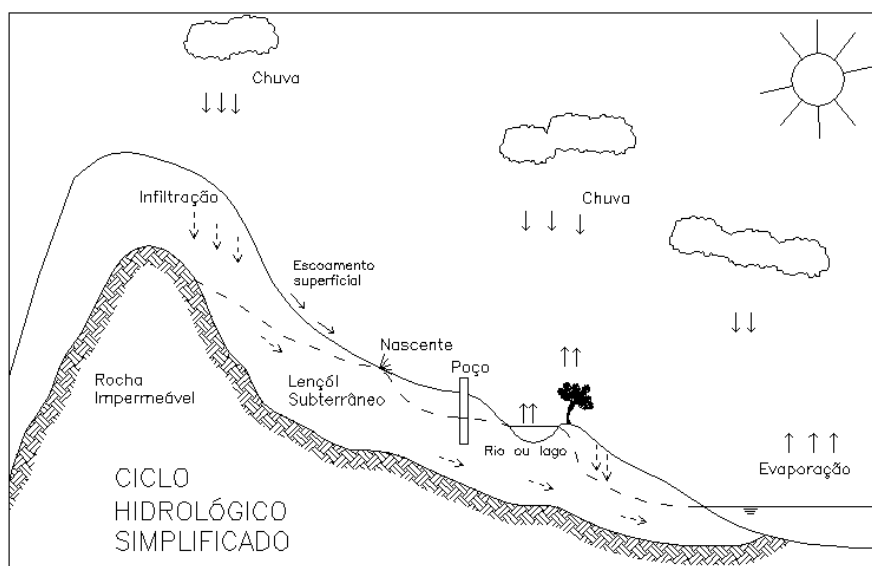 Chuva
Chuva
Infiltração
Escoamento
superficial
Nascente
Poço
Rocha
Impermeável
Lençól
Subterrâneo
Rio ou lago
Evaporação
CICLO
HIDROLÓGICO
SIMPLIFICADO